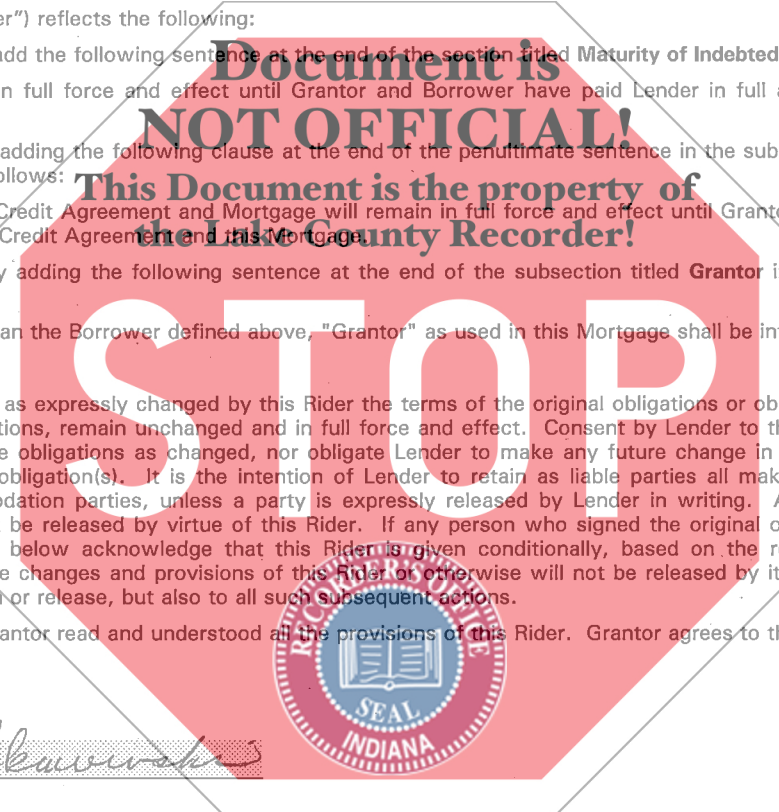 er") reflects the following:
add the following sentence at the end of the section titled Maturity of Indebted
Document is
n full force and effect until Grantor and Borrower have paid Lender in full a
NOT OFFICIAL!
adding the following clause at the end of the penultimate sentence in the sub
ollows:
This Document is the property of
Credit Agreement and Mortgage will remain in full force and effect until Granto
the Lake County Recorder!
Credit Agreement and this Mortgage.
y adding the following sentence at the end of the subsection titled Grantor i
STOP
an the Borrower defined above, "Grantor" as used in this Mortgage shall be int
as expressly changed by this Rider the terms of the original obligations or ob
tions, remain unchanged and in full force and effect. Consent by Lender to th
e obligations as changed, nor obligate Lender to make any future change in
obligation(s). It is the intention of Lender to retain as liable parties all mak
odation parties, unless a party is expressly released by Lender in writing. A
be released by virtue of this Rider. If any person who signed the original o
below acknowledge that this Rider is given conditionally, based on the r
e changes and provisions of this Rider or otherwise will not be released by it
n or release, but also to all such subsequent actions.
antor read and understood all the provisions of this Rider. Grantor agrees to th
RECORDER'S OFFICE
SEAL
INDIANA